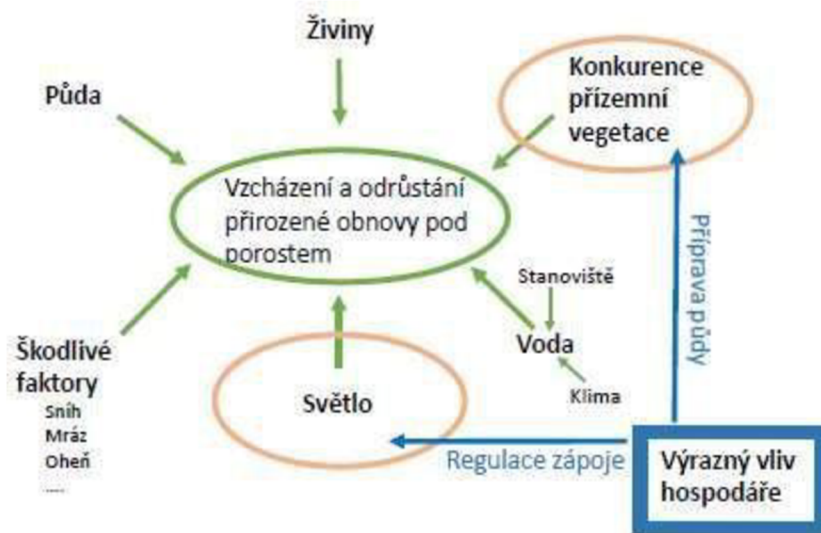 Živiny
Konkurence
přízemní
vegetace
Půda
Vzcházení a odrůstání
přirozené obnovy pod
porostem
Příprava půdy
Stanoviště
Voda
Klima
Škodlivé
faktory
Sníh
Mráz
Oheň
.....
Světlo
Regulace zápoje
Výrazný vliv
hospodáře